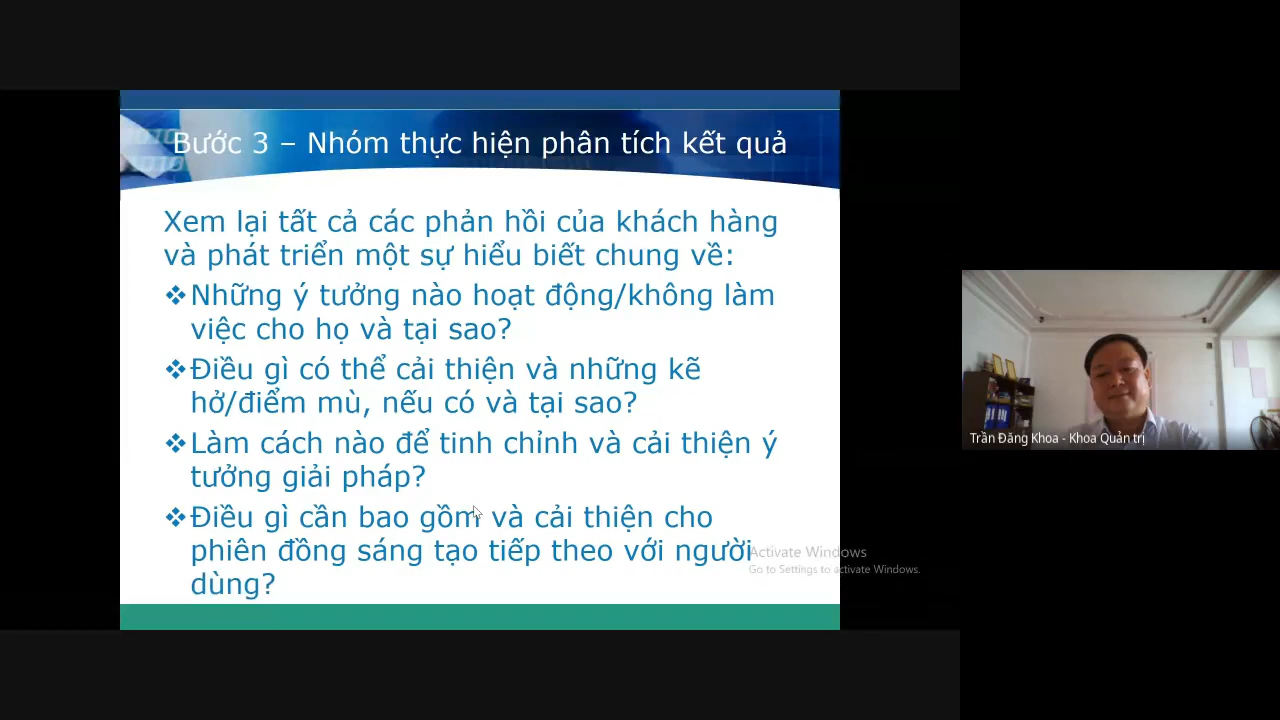 Bước 3 – Nhóm thực hiện phân tích kết quả
Xem lại tất cả các phản hồi của khách hàng
và phát triển một sự hiểu biết chung về:
❖Những ý tưởng nào hoạt động/không làm
việc cho họ và tại sao?
❖Điều gì có thể cải thiện và những kẽ
hở/điểm mù, nếu có và tại sao?
❖Làm cách nào để tinh chỉnh và cải thiện ý
tưởng giải pháp?
❖Điều gì cần bao gồm và cải thiện cho
phiên đồng sáng tạo tiếp theo với người
dùng?
Activate Windows
Go to Settings to activate Windows.
Trần Đăng Khoa - Khoa Quản trị